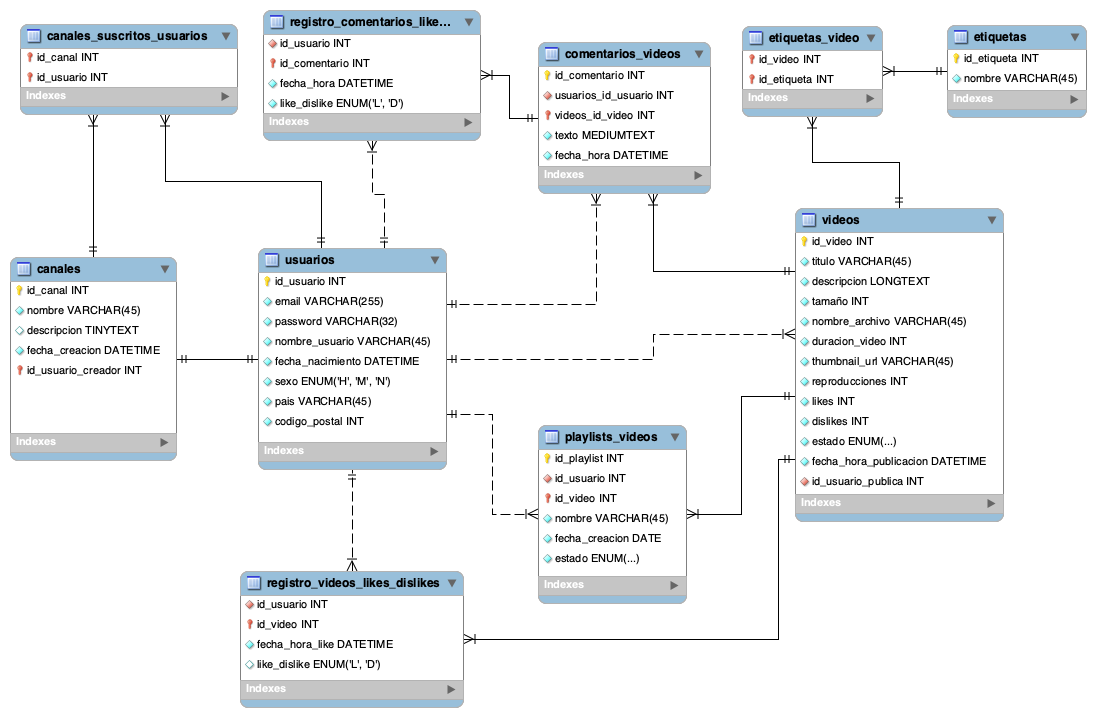 canales_suscritos_usuarios
id_canal INT
id_usuario INT
Indexes
registro_comentarios_like...
id_usuario INT
id_comentario INT
fecha_hora DATETIME
like_dislike ENUM('L', 'D')
Indexes
comentarios_videos
id_comentario INT
usuarios_id_usuario INT
videos_id_video INT
texto MEDIUMTEXT
fecha_hora DATETIME
Indexes
etiquetas_video
id_video INT
id_etiqueta INT
Indexes
etiquetas
id_etiqueta INT
nombre VARCHAR(45)
Indexes
canales
id_canal INT
nombre VARCHAR(45)
descripcion TINYTEXT
fecha_creacion DATETIME
id_usuario_creador INT
Indexes
usuarios
id_usuario INT
email VARCHAR(255)
password VARCHAR(32)
nombre_usuario VARCHAR(45)
fecha_nacimiento DATETIME
sexo ENUM('H', 'M', 'N')
pais VARCHAR(45)
codigo_postal INT
Indexes
videos
id_video INT
titulo VARCHAR(45)
descripcion LONGTEXT
tamaño INT
nombre_archivo VARCHAR(45)
duracion_video INT
thumbnail_url VARCHAR(45)
reproducciones INT
likes INT
dislikes INT
estado ENUM(...)
fecha_hora_publicacion DATETIME
id_usuario_publica INT
Indexes
playlists_videos
id_playlist INT
id_usuario INT
id_video INT
nombre VARCHAR(45)
fecha_creacion DATE
estado ENUM(...)
Indexes
registro_videos_likes_dislikes
id_usuario INT
id_video INT
fecha_hora_like DATETIME
like_dislike ENUM('L', 'D')
Indexes